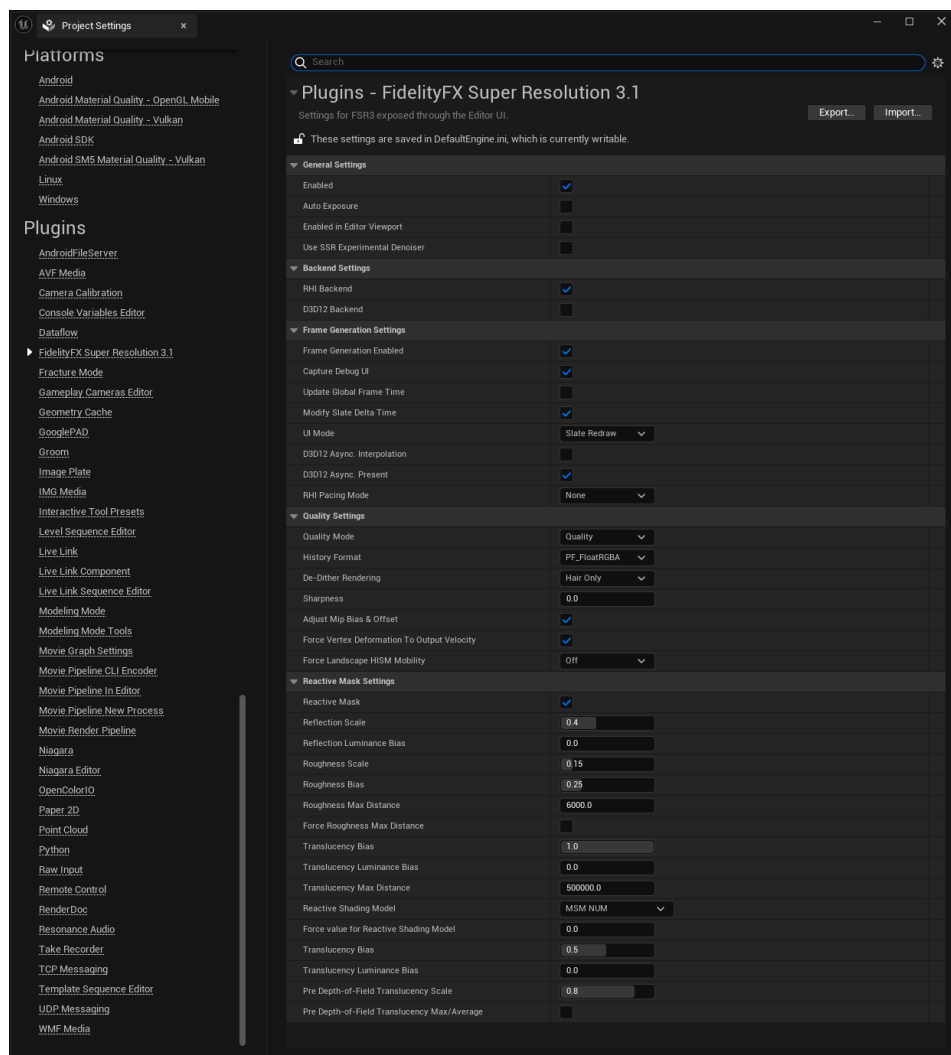 Project Settings
Platforms
Android
Android Material Quality - OpenGL Mobile
Android Material Quality - Vulkan
Android SDK
Android SM5 Material Quality - Vulkan
Linux
Windows
Plugins
AndroidFileServer
AVF Media
Camera Calibration
Console Variables Editor
Dataflow
FidelityFX Super Resolution 3.1
Fracture Mode
Gameplay Cameras Editor
Geometry Cache
GooglePAD
Groom
Image Plate
IMG Media
Interactive Tool Presets
Level Sequence Editor
Live Link
Live Link Component
Live Link Sequence Editor
Modeling Mode
Modeling Mode Tools
Movie Graph Settings
Movie Pipeline CLI Encoder
Movie Pipeline In Editor
Movie Pipeline New Process
Movie Render Pipeline
Niagara
Niagara Editor
OpenColorIO
Paper 2D
Point Cloud
Python
Raw Input
Remote Control
RenderDoc
Resonance Audio
Take Recorder
TCP Messaging
Template Sequence Editor
UDP Messaging
WMF Media
Search
Plugins - FidelityFX Super Resolution 3.1
Settings for FSR3 exposed through the Editor UI.
Export... Import...
These settings are saved in DefaultEngine.ini, which is currently writable.
General Settings
Enabled
Auto Exposure
Enabled in Editor Viewport
Use SSR Experimental Denoiser
Backend Settings
RHI Backend
D3D12 Backend
Frame Generation Settings
Frame Generation Enabled
Capture Debug UI
Update Global Frame Time
Modify Slate Delta Time
UI Mode Slate Redraw
D3D12 Async. Interpolation
D3D12 Async. Present
RHI Pacing Mode None
Quality Settings
Quality Mode Quality
History Format PF_FloatRGBA
De-Dither Rendering Hair Only
Sharpness 0.0
Adjust Mip Bias & Offset
Force Vertex Deformation To Output Velocity
Force Landscape HISM Mobility Off
Reactive Mask Settings
Reactive Mask
Reflection Scale 0.4
Reflection Luminance Bias 0.0
Roughness Scale 0.15
Roughness Bias 0.25
Roughness Max Distance 6000.0
Force Roughness Max Distance
Translucency Bias 1.0
Translucency Luminance Bias 0.0
Translucency Max Distance 500000.0
Reactive Shading Model MSM NUM
Force value for Reactive Shading Model 0.0
Translucency Bias 0.5
Translucency Luminance Bias 0.0
Pre Depth-of-Field Translucency Scale 0.8
Pre Depth-of-Field Translucency Max/Average